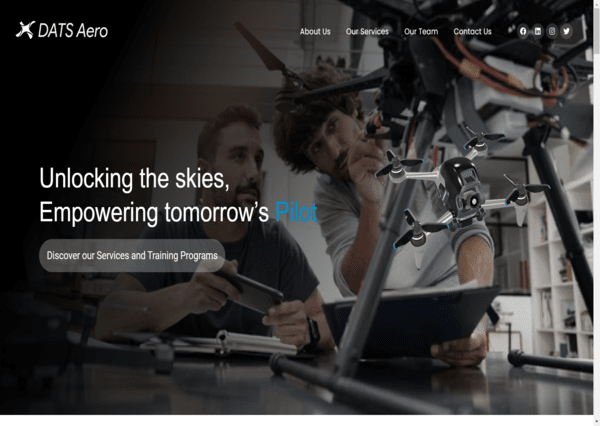 DATS Aero
About Us
Our Services
Our Team
Contact Us
Unlocking the skies,
Empowering tomorrow's Pilot
Discover our Services and Training Programs